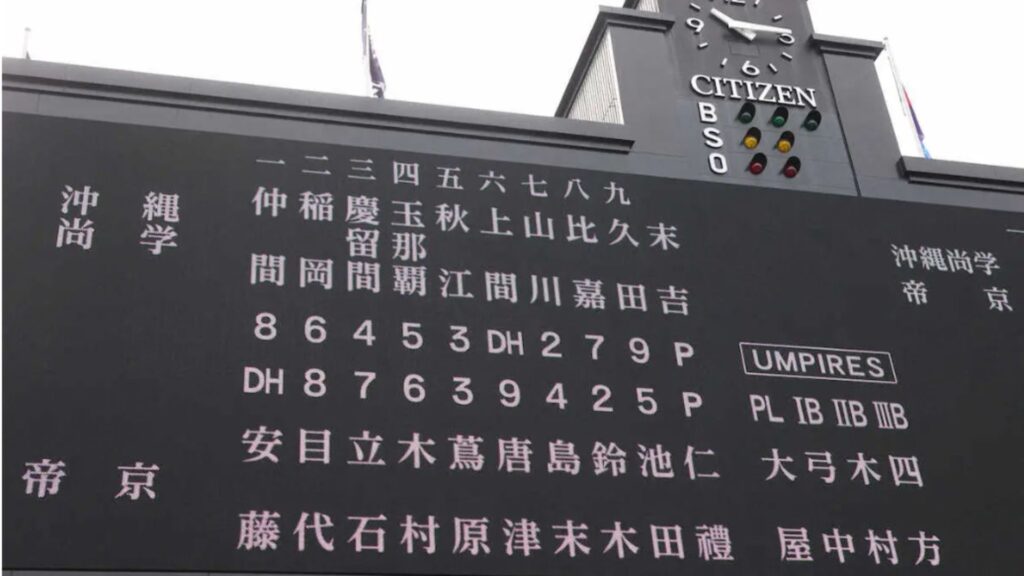 9 3
6
CITIZEN
B
S
O
一 二 三 四 五 六 七 八 九
沖縄尚学
仲間 稲岡 慶留間 玉那覇 秋江 上間 山川 比嘉 久田 末吉
8 6 4 5 3 DH 2 7 9 P
DH 8 7 6 3 9 4 2 5 P
帝京
安藤 目代 立石 木村 蔦原 唐津 島末 鈴木 池田 仁禮
沖縄尚学
帝京
UMPIRES
PL IB IIB IIIB
大屋 弓中 木村 四方